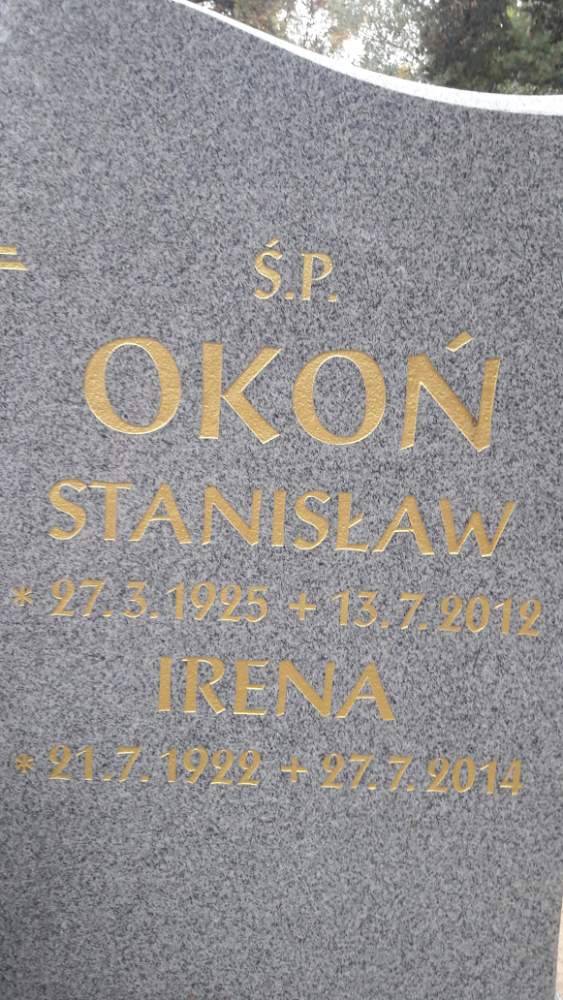 Ś.P.
OKOŃ
STANISŁAW
* 27.3.1925 + 13.7.2012
IRENA
* 21.7.1922 + 27.7.2014